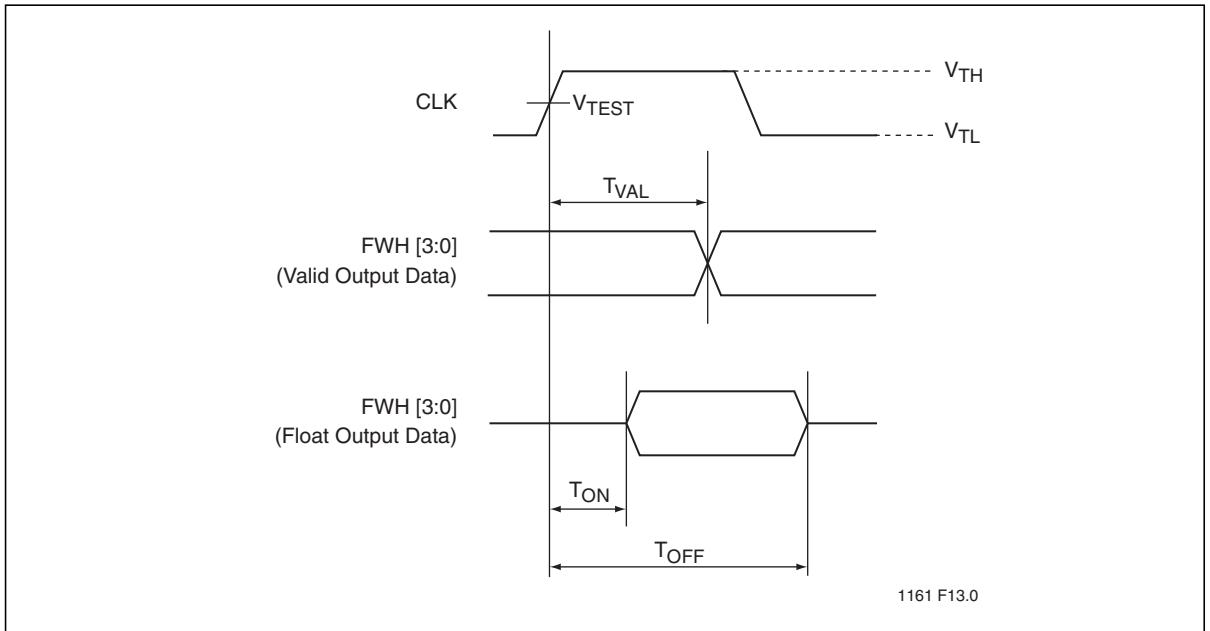 VTH
CLK
VTEST
VTL
TVAL
FWH [3:0]
(Valid Output Data)
FWH [3:0]
(Float Output Data)
TON
TOFF
1161 F13.0